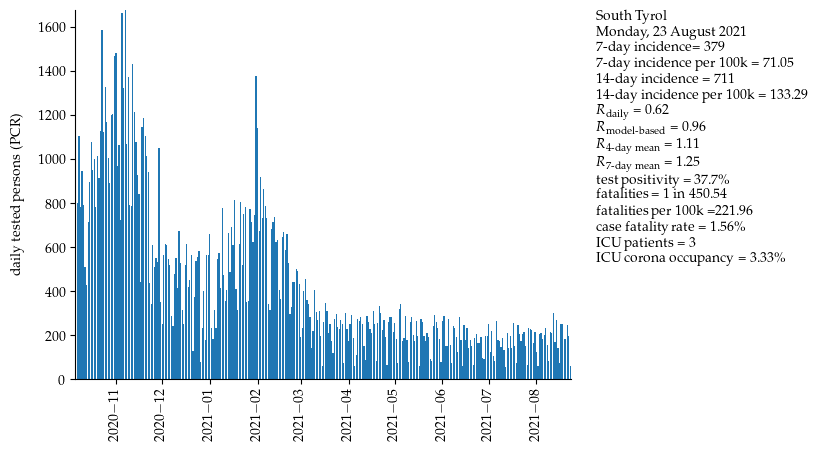 South Tyrol
Monday, 23 August 2021
7-day incidence= 379
7-day incidence per 100k = 71.05
14-day incidence = 711
14-day incidence per 100k = 133.29
R_daily = 0.62
R_model-based = 0.96
R_4-day mean = 1.11
R_7-day mean = 1.25
test positivity = 37.7%
fatalities = 1 in 450.54
fatalities per 100k =221.96
case fatality rate = 1.56%
ICU patients = 3
ICU corona occupancy = 3.33%
daily tested persons (PCR)
1600
1400
1200
1000
800
600
400
200
0
2020−11
2020−12
2021−01
2021−02
2021−03
2021−04
2021−05
2021−06
2021−07
2021−08